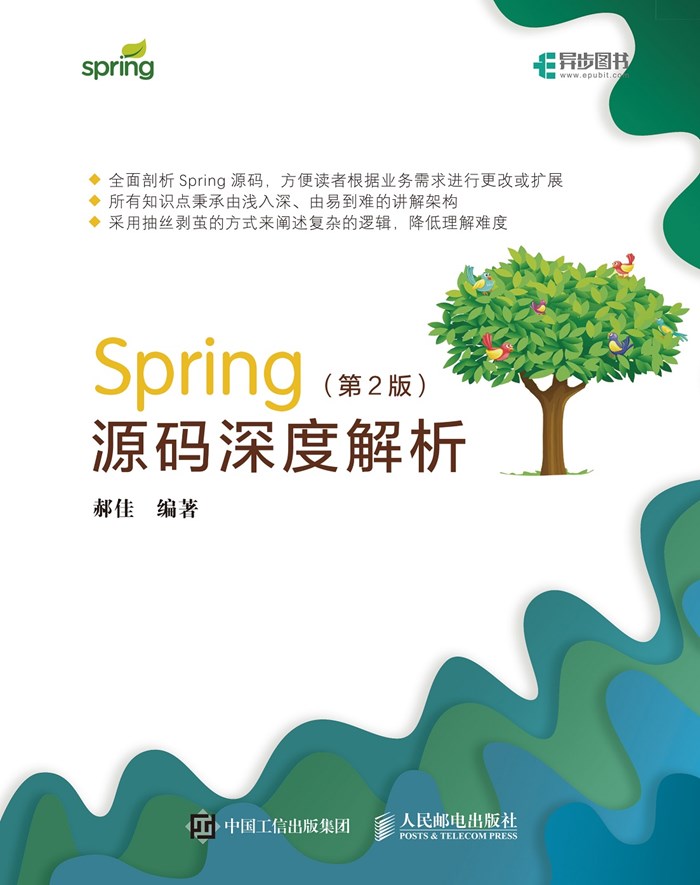 spring
异步图书
www.epubit.com
全面剖析 Spring 源码，方便读者根据业务需求进行更改或扩展
所有知识点秉承由浅入深、由易到难的讲解架构
采用抽丝剥茧的方式来阐述复杂的逻辑，降低理解难度
Spring（第2版）
源码深度解析
郝佳 编著
中国工信出版集团
人民邮电出版社
POSTS & TELECOM PRESS